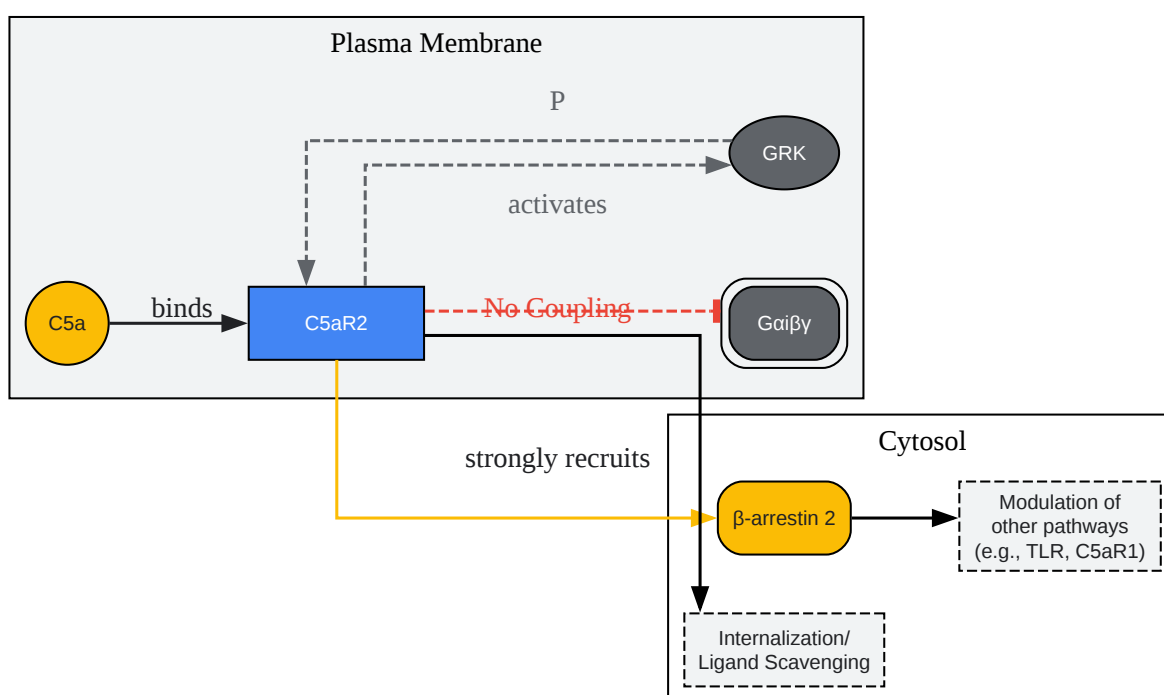 Plasma Membrane
P
GRK
activates
C5a
binds
C5aR2
No Coupling
Gαiβγ
Cytosol
strongly recruits
β-arrestin 2
Modulation of
other pathways
(e.g., TLR, C5aR1)
Internalization/
Ligand Scavenging